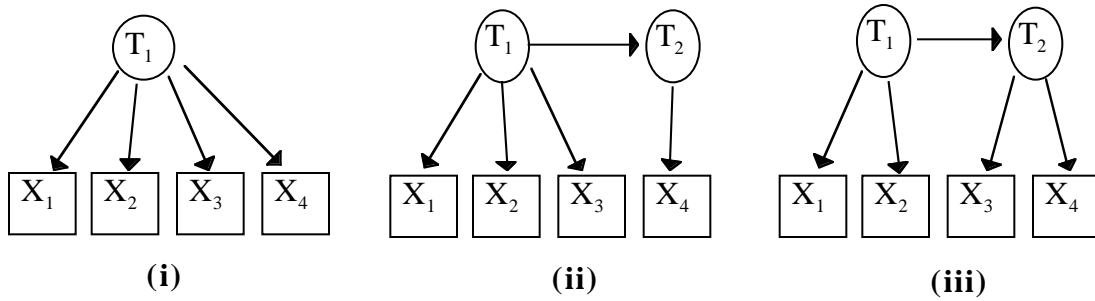 T₁ T₁ T₂ T₁ T₂
X₁ X₂ X₃ X₄ X₁ X₂ X₃ X₄ X₁ X₂ X₃ X₄
(i) (ii) (iii)